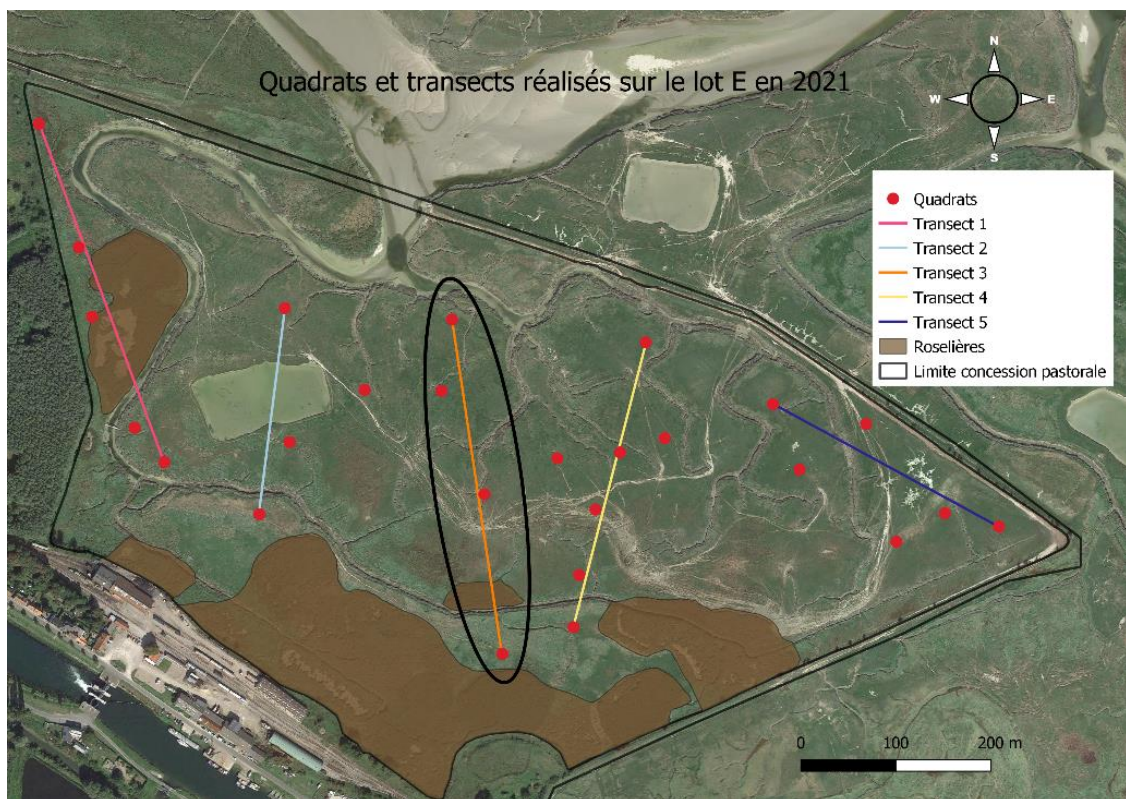 Quadrats et transects réalisés sur le lot E en 2021
N
W
E
S
Quadrats
Transect 1
Transect 2
Transect 3
Transect 4
Transect 5
Roselières
Limite concession pastorale
0 100 200 m